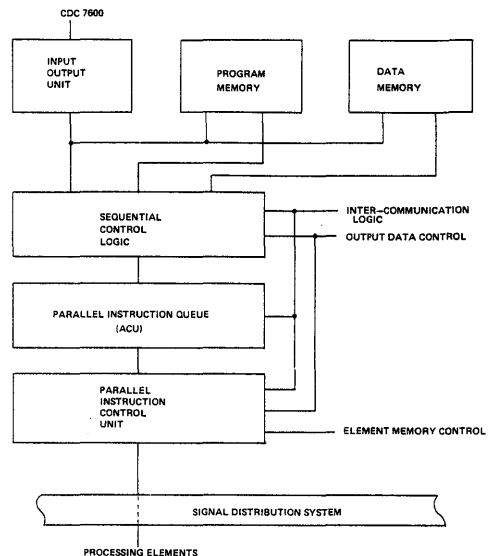 CDC 7600
INPUT
OUTPUT
UNIT
PROGRAM
MEMORY
DATA
MEMORY
SEQUENTIAL
CONTROL
LOGIC
INTER-COMMUNICATION
LOGIC
OUTPUT DATA CONTROL
PARALLEL INSTRUCTION QUEUE
(ACU)
PARALLEL
INSTRUCTION
CONTROL
UNIT
ELEMENT MEMORY CONTROL
SIGNAL DISTRIBUTION SYSTEM
PROCESSING ELEMENTS